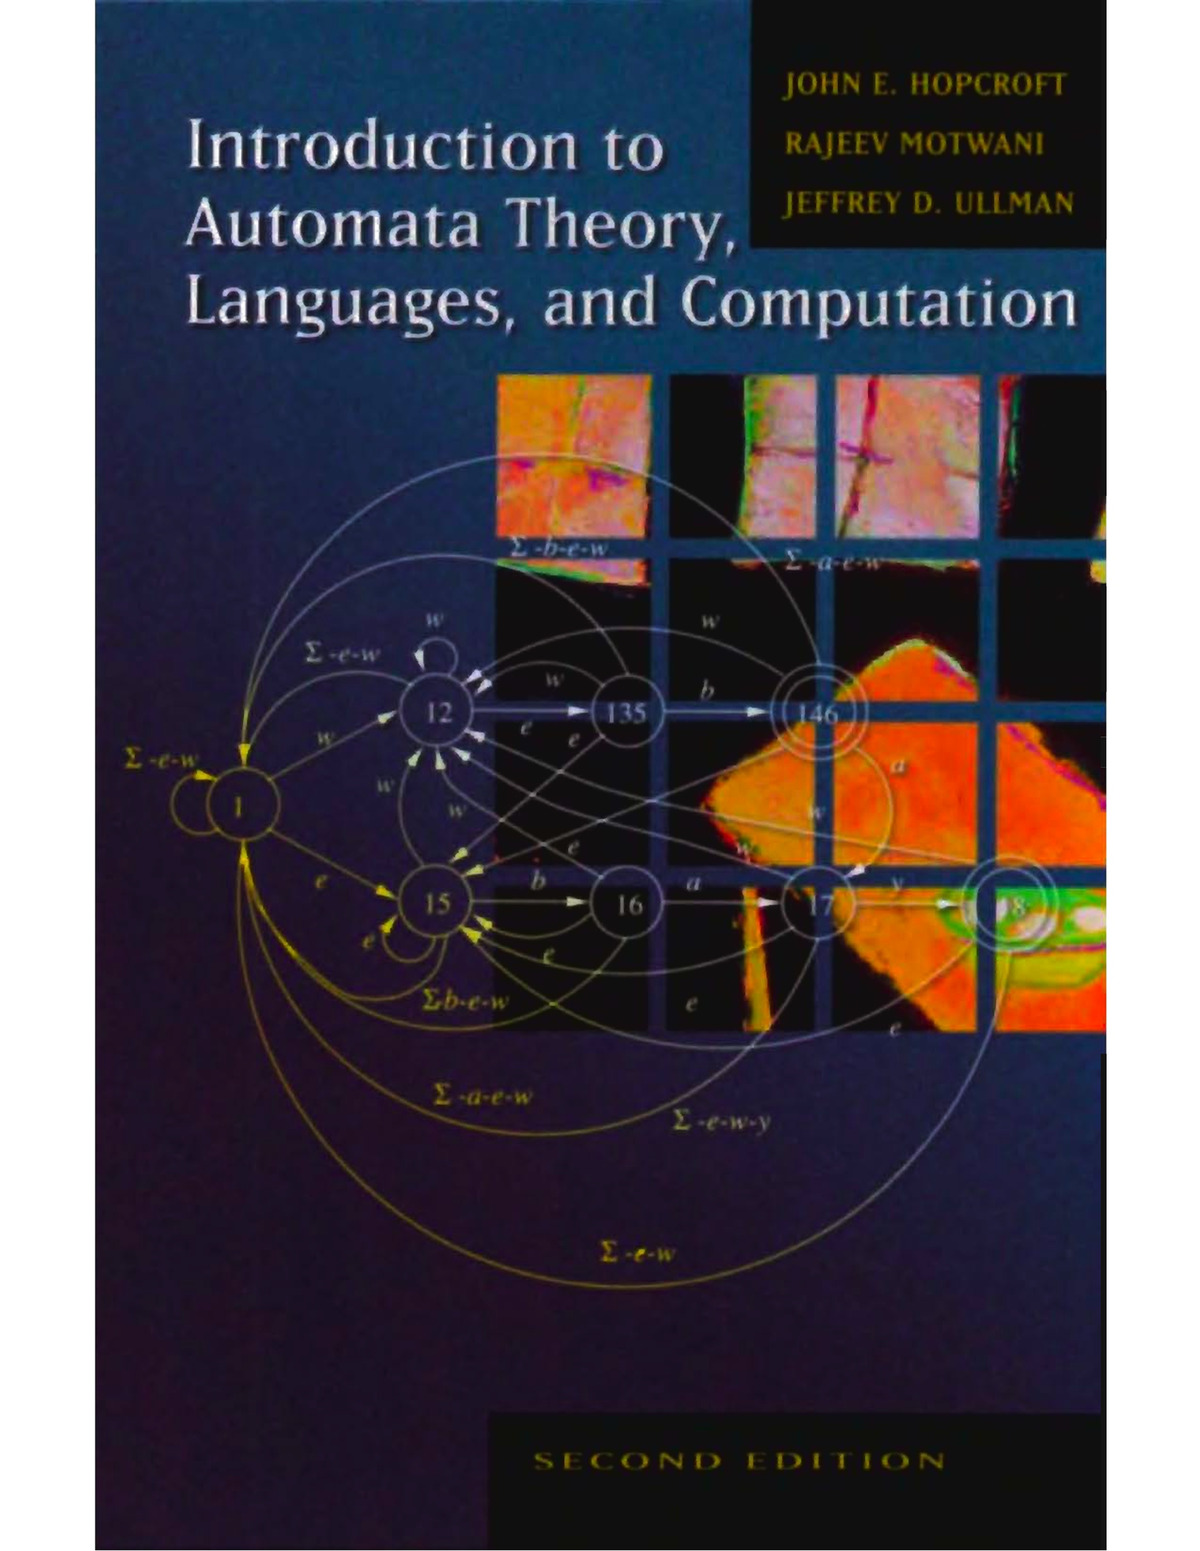 JOHN E. HOPCROFT
RAJEEV MOTWANI
JEFFREY D. ULLMAN
Introduction to
Automata Theory,
Languages, and Computation
Σ -b-e-w
Σ -a-e-w
w
w
Σ -e-w
w
b
12
135
146
e
e
w
Σ -e-w
a
1
w
w
w
e
w
e
b
a
y
15
16
17
18
e
e
Σb-e-w
e
e
Σ -a-e-w
Σ -e-w-y
Σ -e-w
SECOND EDITION